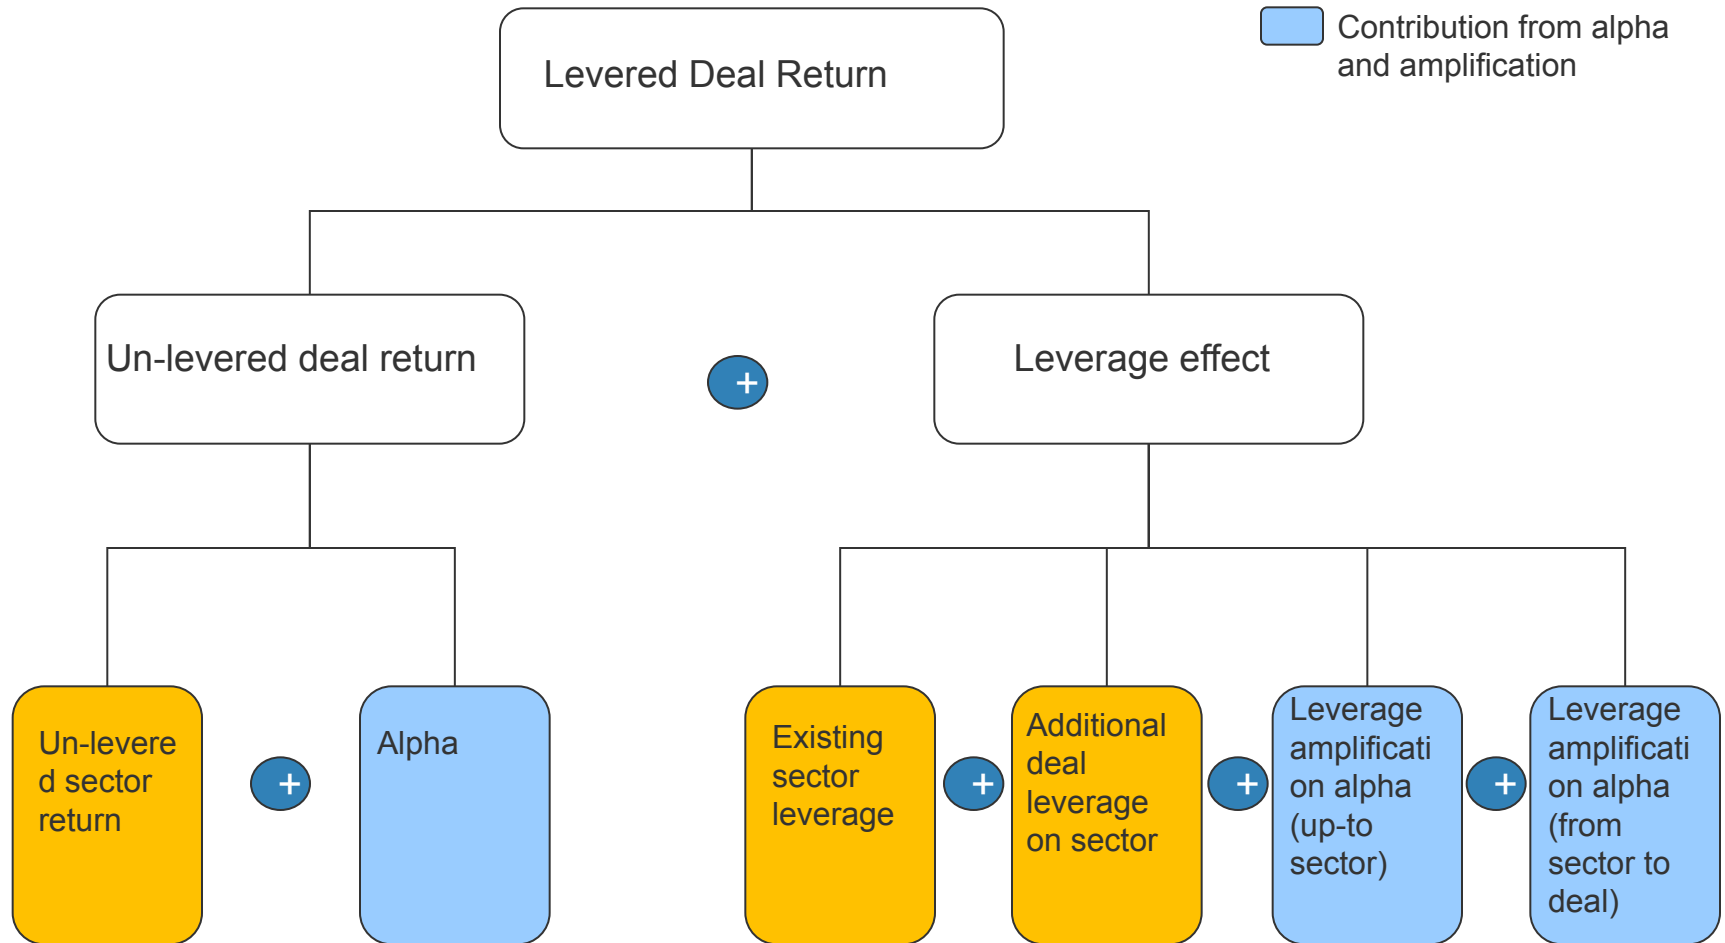 Levered Deal Return
Contribution from alpha
and amplification
Un-levered deal return
+
Leverage effect
Un-levere
d sector
return
+
Alpha
Existing
sector
leverage
+
Additional
deal
leverage
on sector
+
Leverage
amplificati
on alpha
(up-to
sector)
+
Leverage
amplificati
on alpha
(from
sector to
deal)